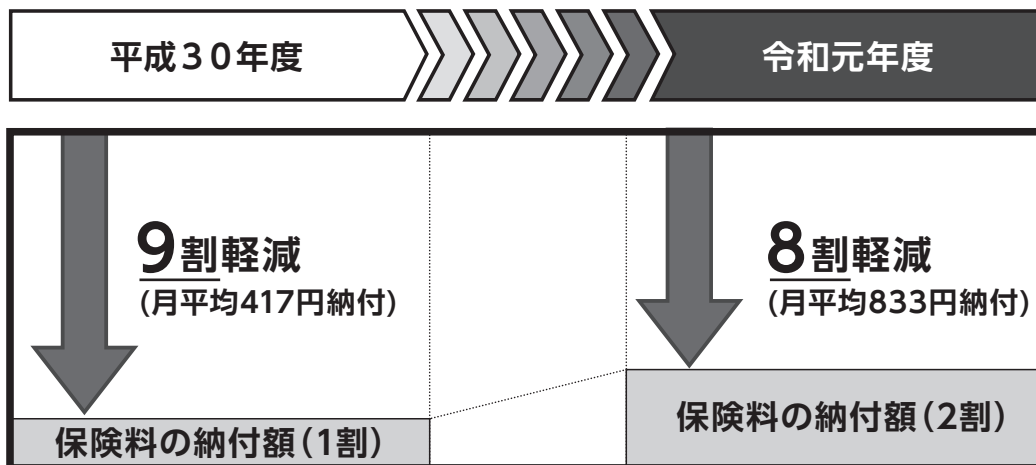 平成３０年度
令和元年度
9割軽減
(月平均417円納付)
8割軽減
(月平均833円納付)
保険料の納付額(1割)
保険料の納付額(2割)